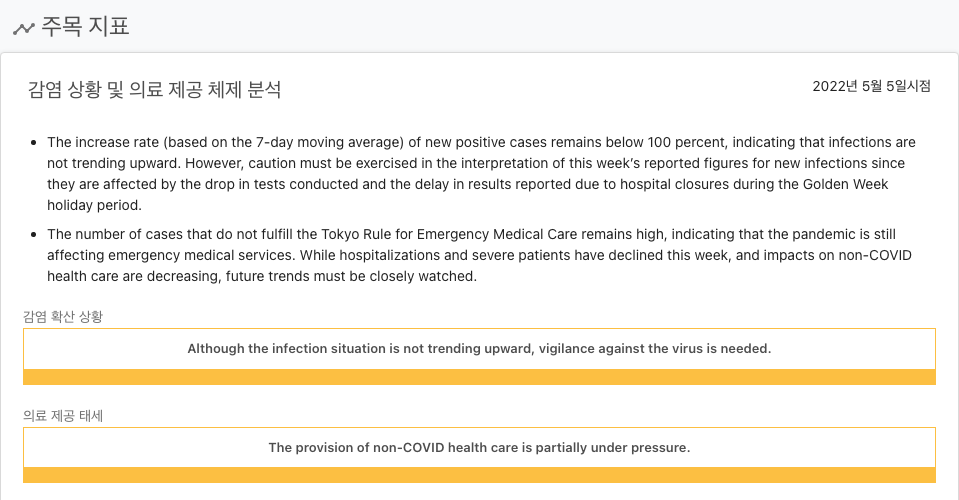 주목 지표
감염 상황 및 의료 제공 체제 분석
2022년 5월 5일시점
The increase rate (based on the 7-day moving average) of new positive cases remains below 100 percent, indicating that infections are
not trending upward. However, caution must be exercised in the interpretation of this week’s reported figures for new infections since
they are affected by the drop in tests conducted and the delay in results reported due to hospital closures during the Golden Week
holiday period.
The number of cases that do not fulfill the Tokyo Rule for Emergency Medical Care remains high, indicating that the pandemic is still
affecting emergency medical services. While hospitalizations and severe patients have declined this week, and impacts on non-COVID
health care are decreasing, future trends must be closely watched.
감염 확산 상황
Although the infection situation is not trending upward, vigilance against the virus is needed.
의료 제공 태세
The provision of non-COVID health care is partially under pressure.